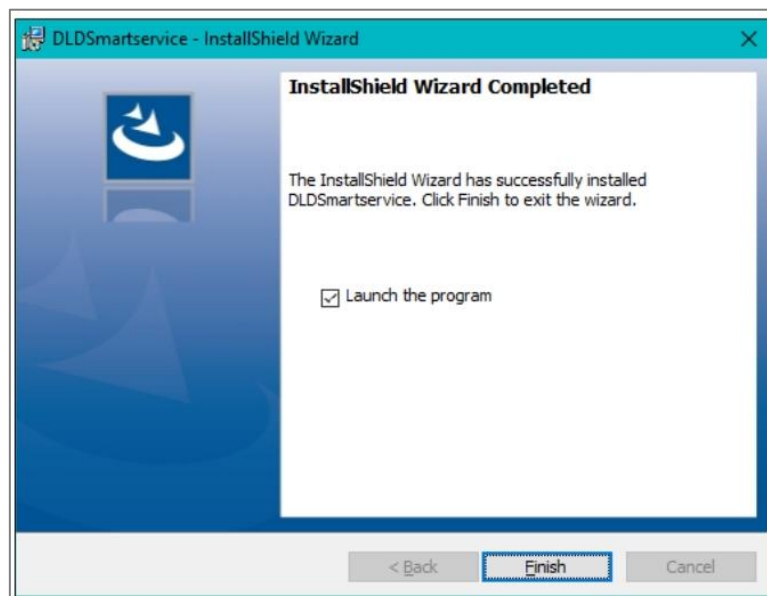 DLDSmartservice - InstallShield Wizard
InstallShield Wizard Completed
The InstallShield Wizard has successfully installed
DLDSmartservice. Click Finish to exit the wizard.
Launch the program
< Back
Finish
Cancel